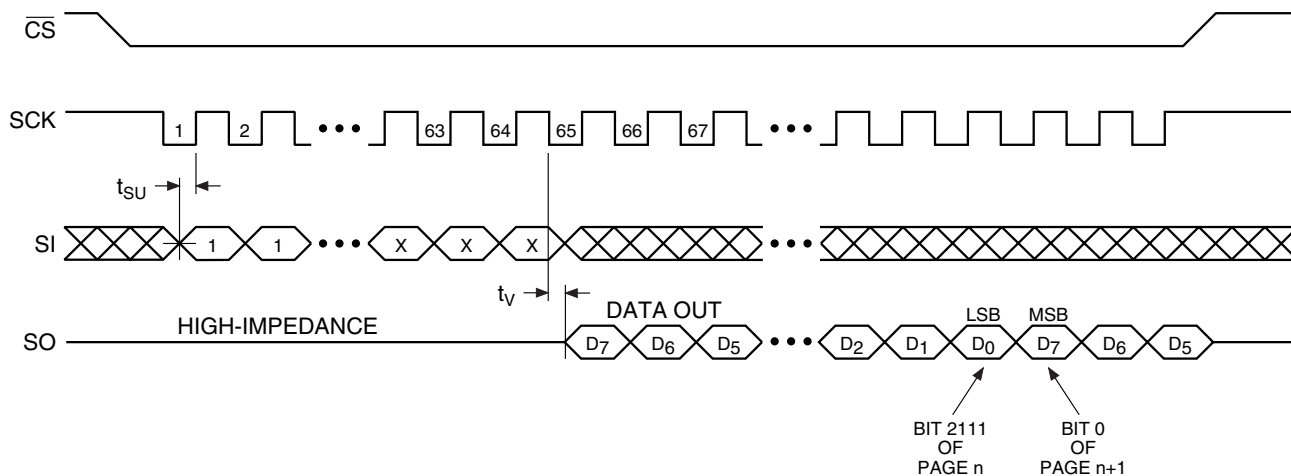 CS
SCK
1 2 ••• 63 64 65 66 67 •••
tSU
SI
1 1 ••• X X X •••
tV
SO
HIGH-IMPEDANCE
DATA OUT
LSB MSB
D7 D6 D5 ••• D2 D1 D0 D7 D6 D5
BIT 2111
OF
PAGE n
BIT 0
OF
PAGE n+1